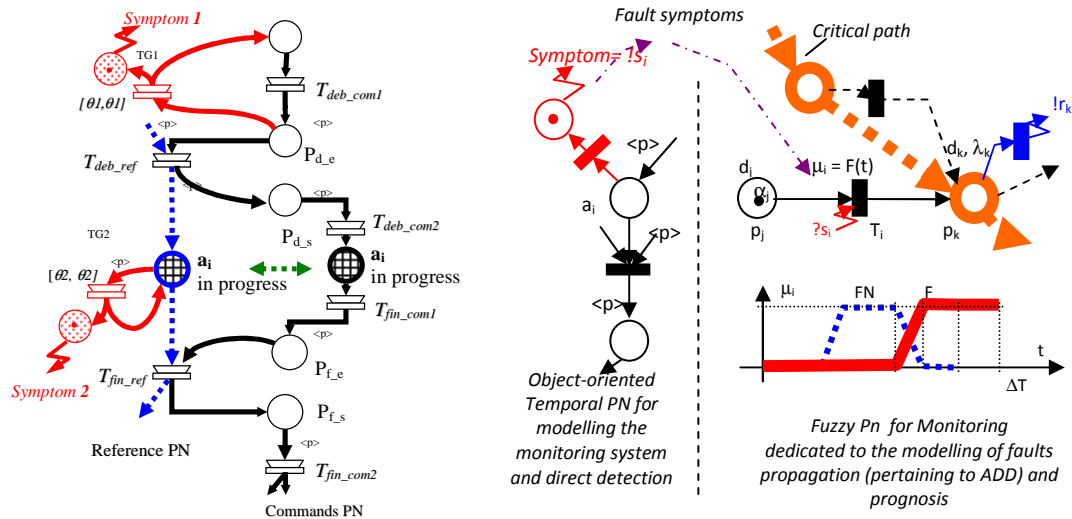 Symptom 1
TG1
[θ1,θ1]
<p>
T_deb_com1
<p>
<p>
P_d_e
T_deb_ref
<p>
<p>
P_d_s
T_deb_com2
TG2
<p>
[θ2, θ2]
a_i
in progress
a_i
in progress
T_fin_com1
<p>
P_f_e
T_fin_ref
Symptom 2
<p>
P_f_s
Reference PN
<p>
T_fin_com2
Commands PN
Fault symptoms
Symptom= !s_i
<p>
a_i
<p>
<p>
Object-oriented
Temporal PN for
modelling the
monitoring system
and direct detection
Critical path
!r_k
d_k, λ_k
d_i
μ_i = F(t)
α_j
p_j
?s_i
T_i
p_k
μ_i
FN
F
t
ΔT
Fuzzy Pn for Monitoring
dedicated to the modelling of faults
propagation (pertaining to ADD) and
prognosis